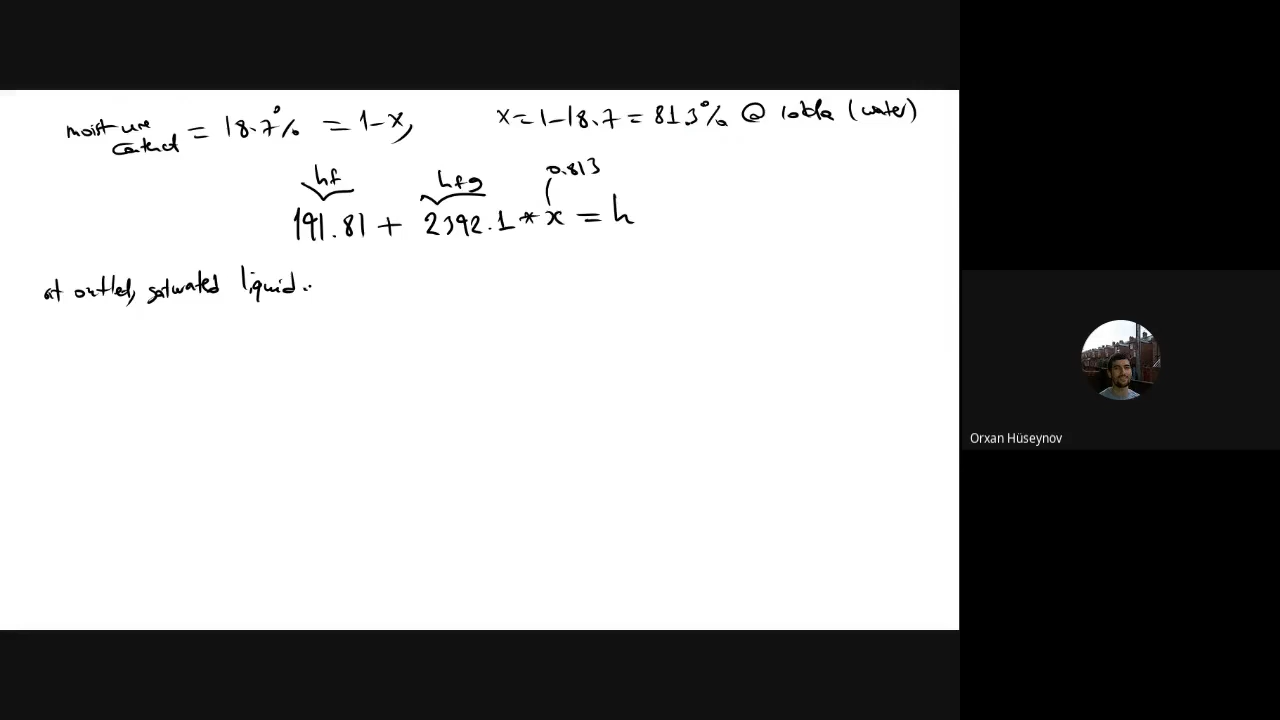 moisture content = 18.7% = 1-x, x = 1-18.7 = 81.3% @ 10kPa (water)
hf hfg 0.813
191.81 + 2392.1 * x = h
at outlet, saturated liquid..
Orxan Hüseynov